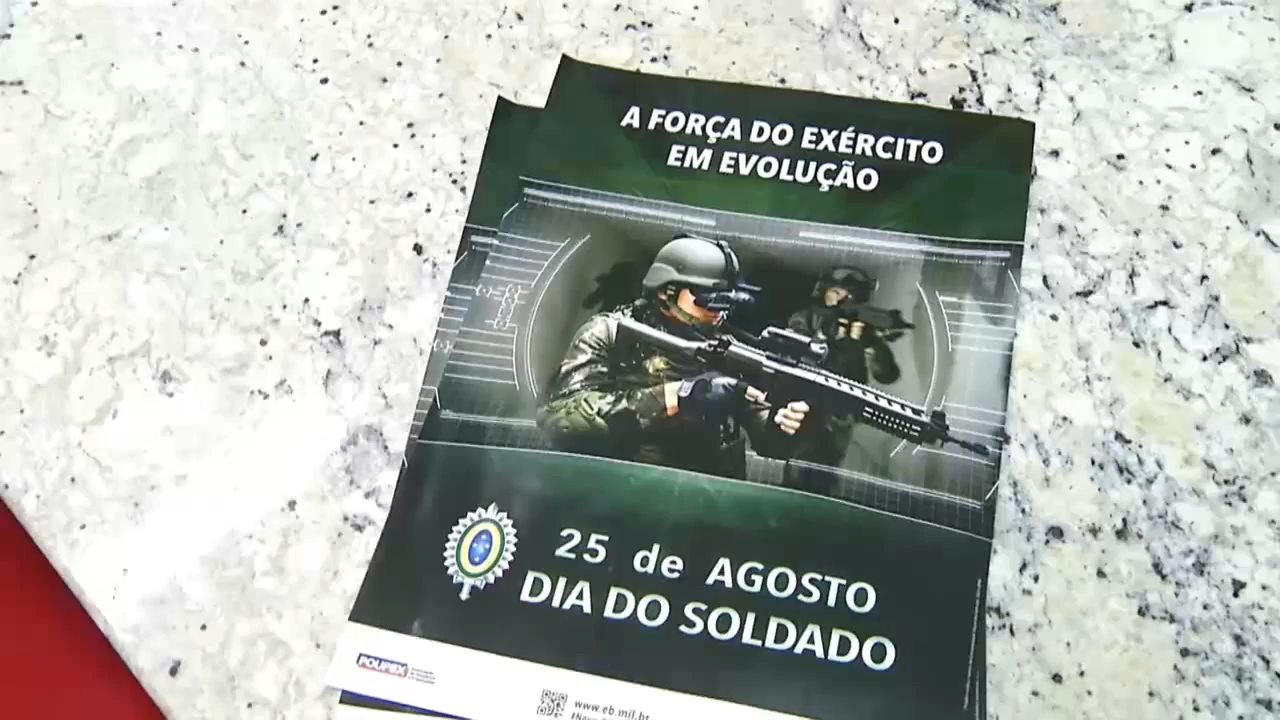 A FORÇA DO EXÉRCITO
EM EVOLUÇÃO
25 de AGOSTO
DIA DO SOLDADO
POUPEX
www.eb.mil.br